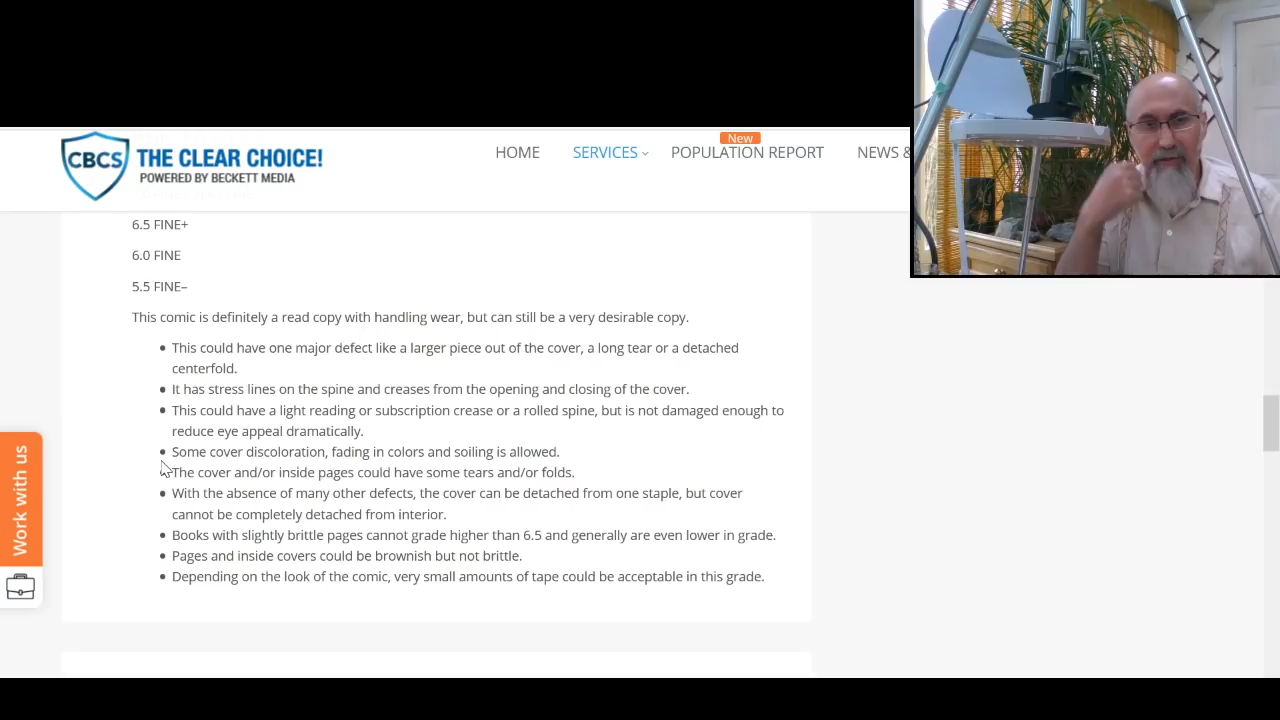 New
CBCS THE CLEAR CHOICE!
POWERED BY BECKETT MEDIA
HOME SERVICES POPULATION REPORT NEWS &
6.5 FINE+
6.0 FINE
5.5 FINE–
This comic is definitely a read copy with handling wear, but can still be a very desirable copy.
This could have one major defect like a larger piece out of the cover, a long tear or a detached
centerfold.
It has stress lines on the spine and creases from the opening and closing of the cover.
This could have a light reading or subscription crease or a rolled spine, but is not damaged enough to
reduce eye appeal dramatically.
Some cover discoloration, fading in colors and soiling is allowed.
The cover and/or inside pages could have some tears and/or folds.
With the absence of many other defects, the cover can be detached from one staple, but cover
cannot be completely detached from interior.
Books with slightly brittle pages cannot grade higher than 6.5 and generally are even lower in grade.
Pages and inside covers could be brownish but not brittle.
Depending on the look of the comic, very small amounts of tape could be acceptable in this grade.
Work with us